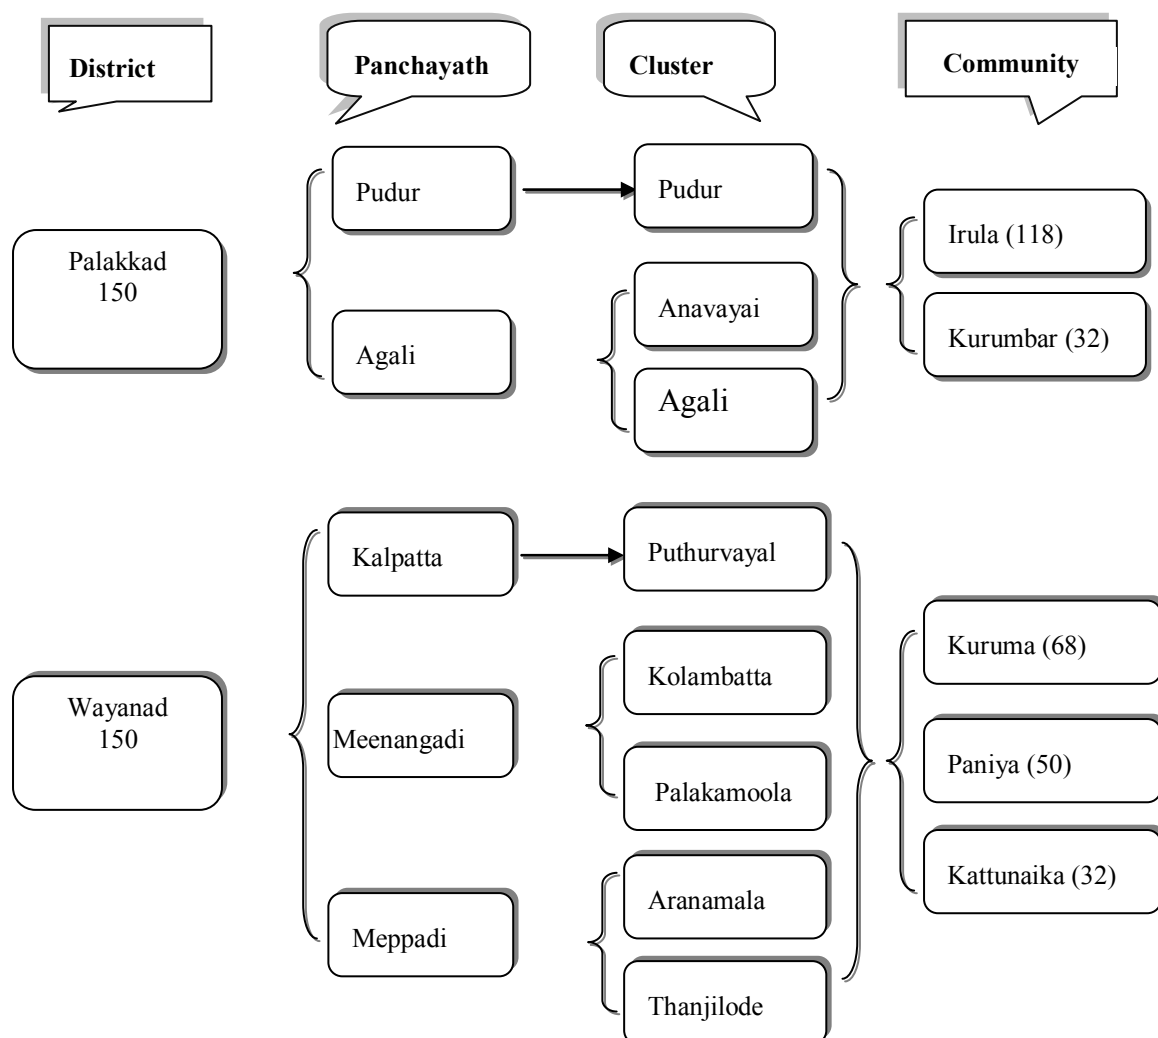 District
Panchayath
Cluster
Community
Pudur
Pudur
Irula (118)
Palakkad
150
Anavayai
Agali
Kurumbar (32)
Agali
Kalpatta
Puthurvayal
Kuruma (68)
Kolambatta
Wayanad
150
Meenangadi
Paniya (50)
Palakamoola
Kattunaika (32)
Aranamala
Meppadi
Thanjilode